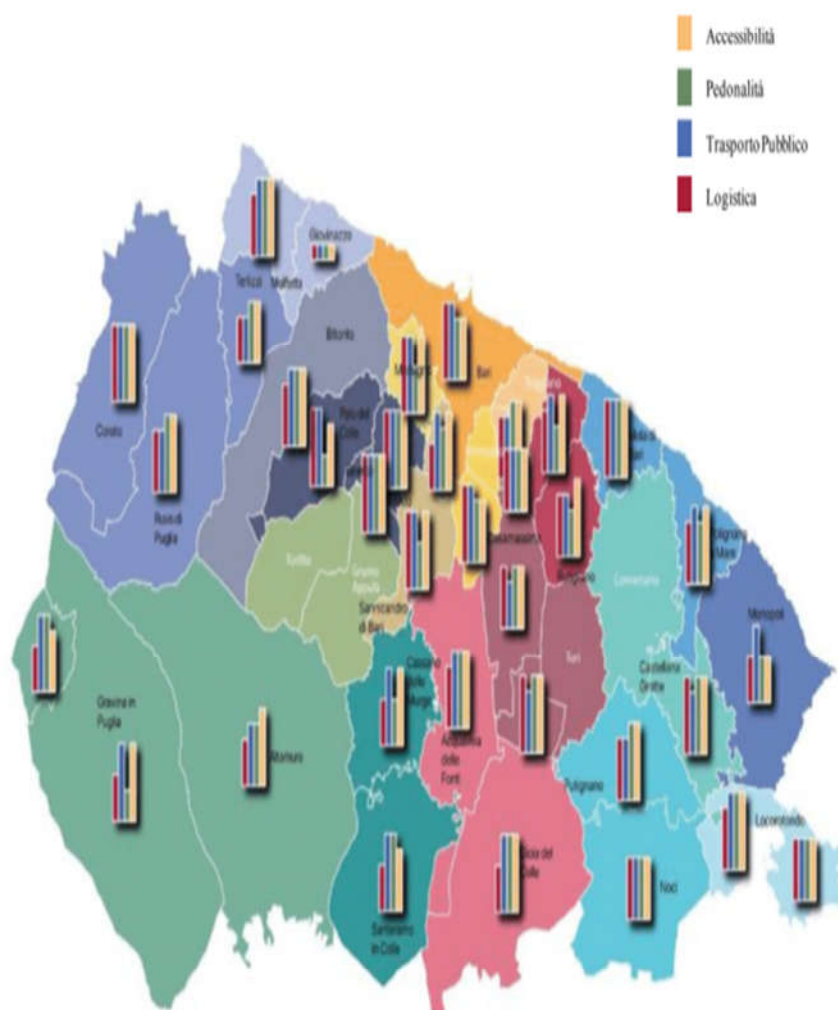 Accessibilità
Pedonalità
Trasporto Pubblico
Logistica
Giovinazzo
Terlizzi
Molfetta
Bitonto
Bari
Corato
Palo del
Colle
Ruvo di
Puglia
Toritto
Grumo
Appula
Sannicandro
di Bari
Casamassima
Rutigliano
Conversano
Polignano
a Mare
Monopoli
Turi
Cassano
delle
Murge
Castellana
Grotte
Gravina in
Puglia
Altamura
Acquaviva
delle
Fonti
Putignano
Locorotondo
Gioia del
Colle
Noci
Santeramo
in Colle